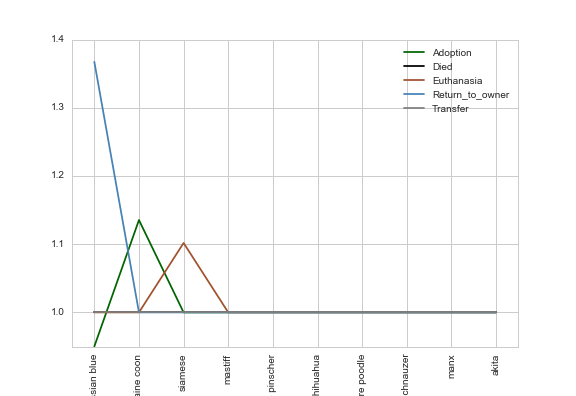 1.4
1.3
1.2
1.1
1.0
Adoption
Died
Euthanasia
Return_to_owner
Transfer
sian blue
aine coon
siamese
mastiff
pinscher
hihuahua
re poodle
chnauzer
manx
akita